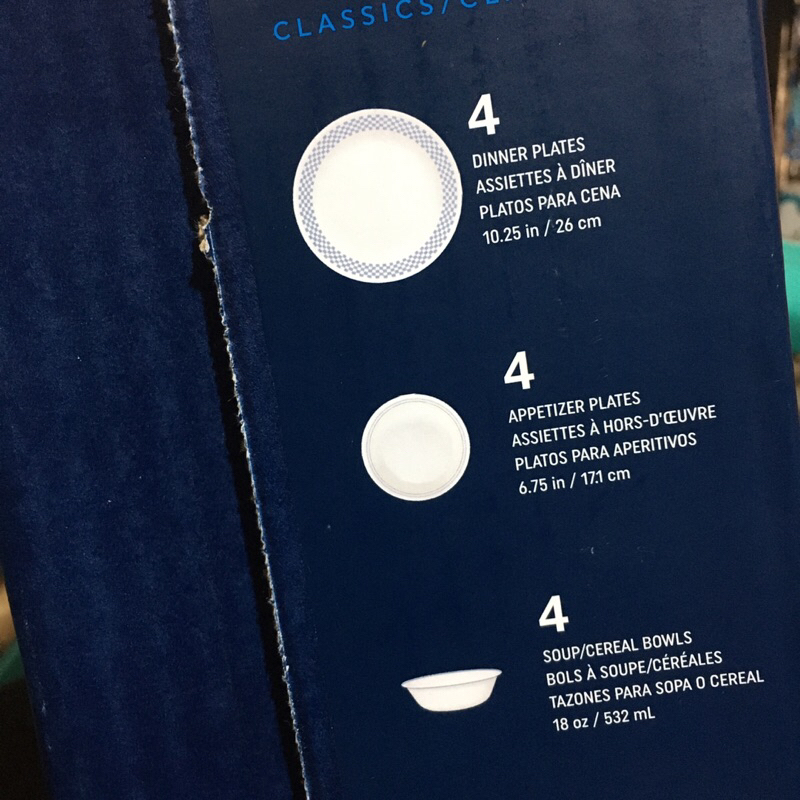 CLASSICS/
4
DINNER PLATES
ASSIETTES À DÎNER
PLATOS PARA CENA
10.25 in / 26 cm
4
APPETIZER PLATES
ASSIETTES À HORS-D'ŒUVRE
PLATOS PARA APERITIVOS
6.75 in / 17.1 cm
4
SOUP/CEREAL BOWLS
BOLS À SOUPE/CÉRÉALES
TAZONES PARA SOPA O CEREAL
18 oz / 532 mL